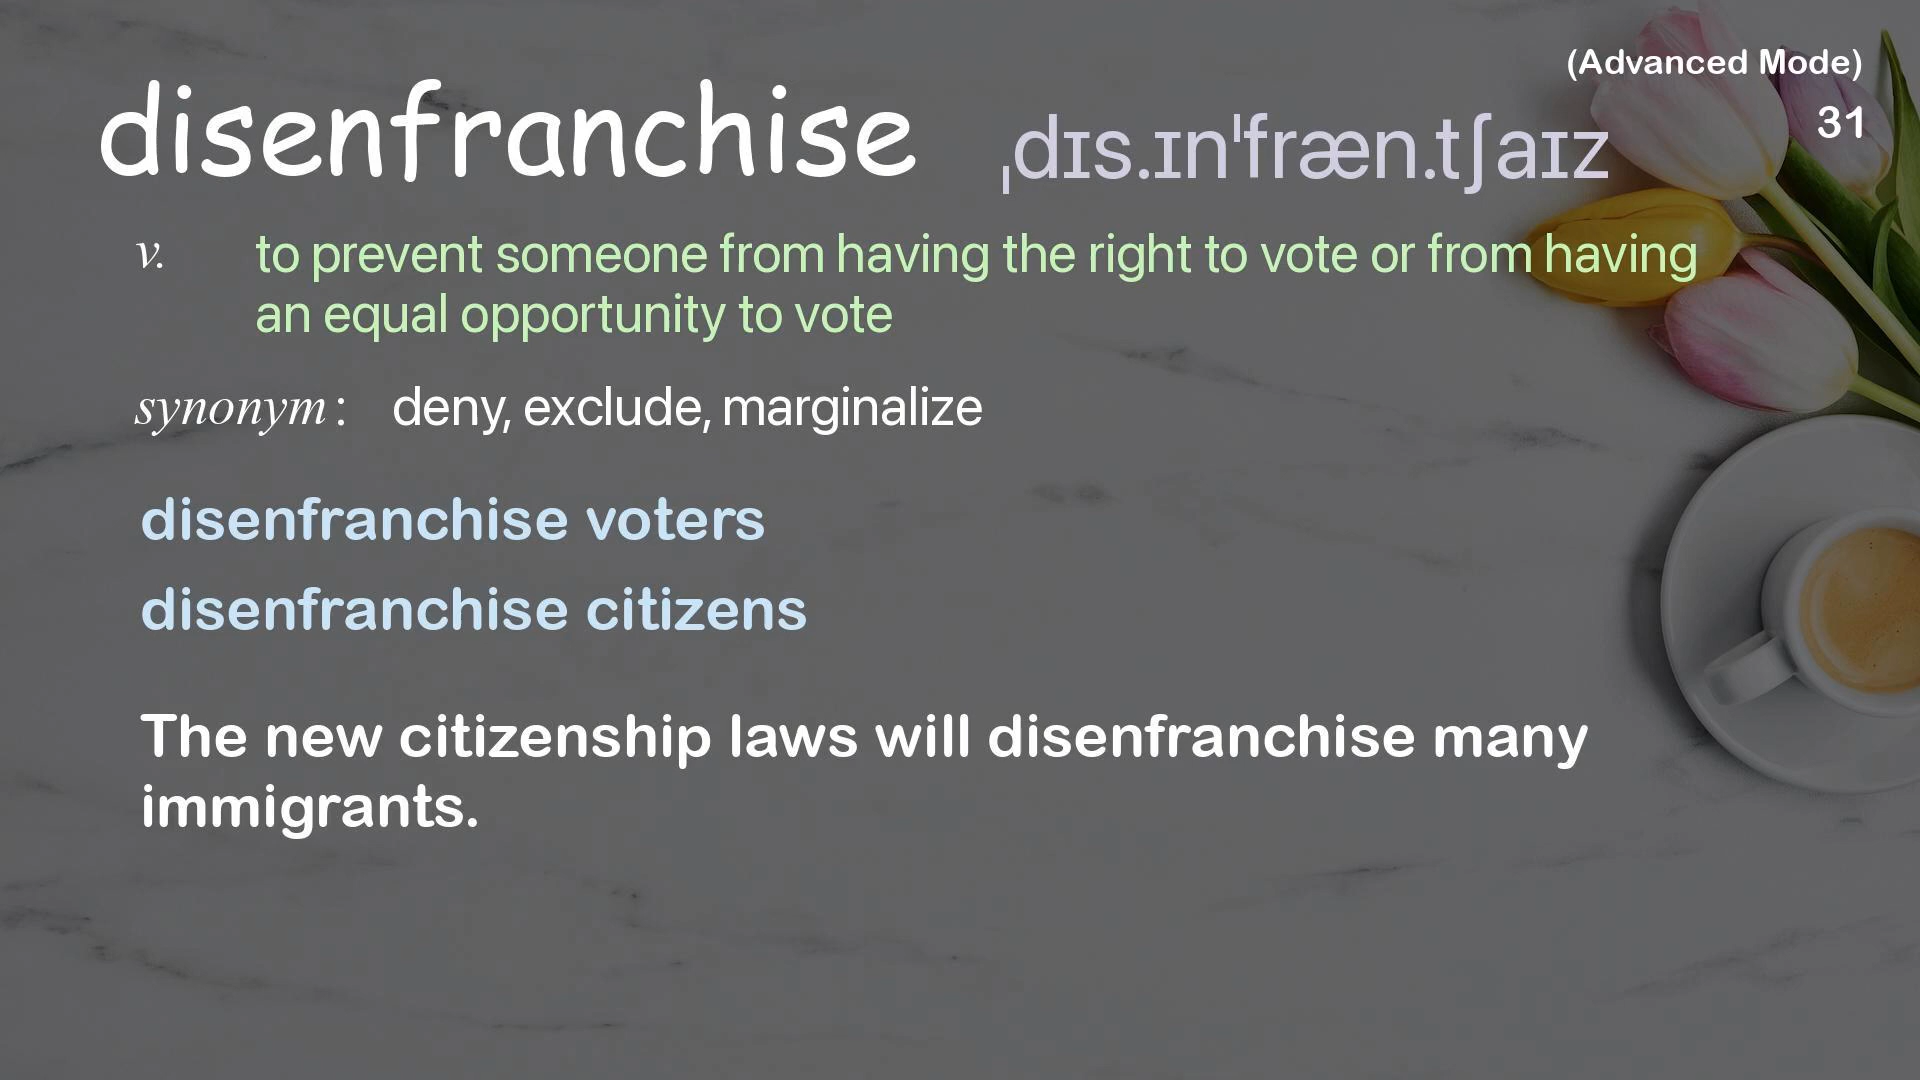 (Advanced Mode)
31
disenfranchise ˌdɪs.ɪnˈfræn.tʃaɪz
v. to prevent someone from having the right to vote or from having
an equal opportunity to vote
synonym: deny, exclude, marginalize
disenfranchise voters
disenfranchise citizens
The new citizenship laws will disenfranchise many
immigrants.